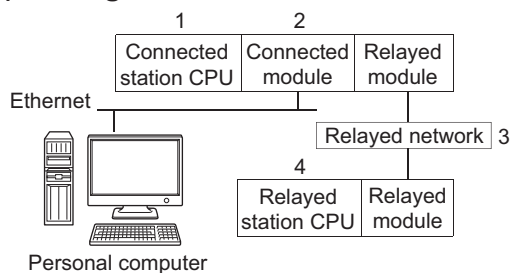 1 2
Connected station CPU
Connected module
Relayed module
Ethernet
Relayed network 3
4
Relayed station CPU
Relayed module
Personal computer